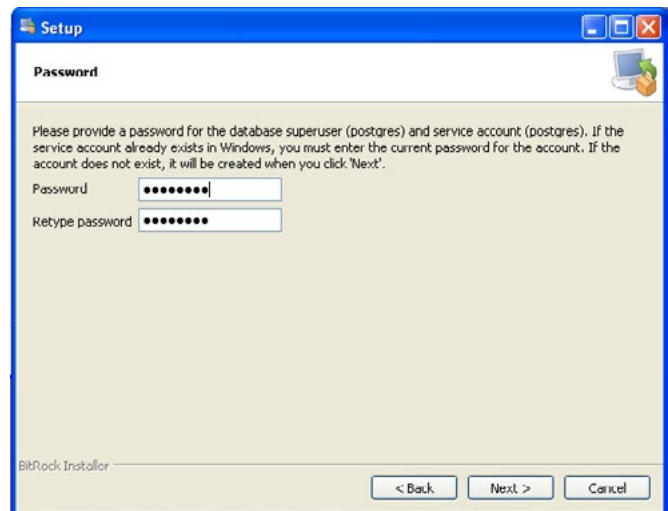 Setup
Password
Please provide a password for the database superuser (postgres) and service account (postgres). If the
service account already exists in Windows, you must enter the current password for the account. If the
account does not exist, it will be created when you click 'Next'.
Password ●●●●●●●●
Retype password ●●●●●●●●
BitRock Installer
< Back Next > Cancel